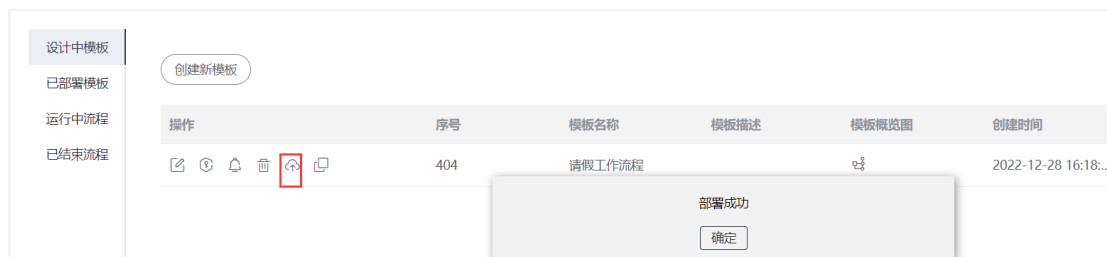 设计中模板
已部署模板
运行中流程
已结束流程
创建新模板
操作 序号 模板名称 模板描述 模板概览图 创建时间
404 请假工作流程 2022-12-28 16:18:...
部署成功
确定